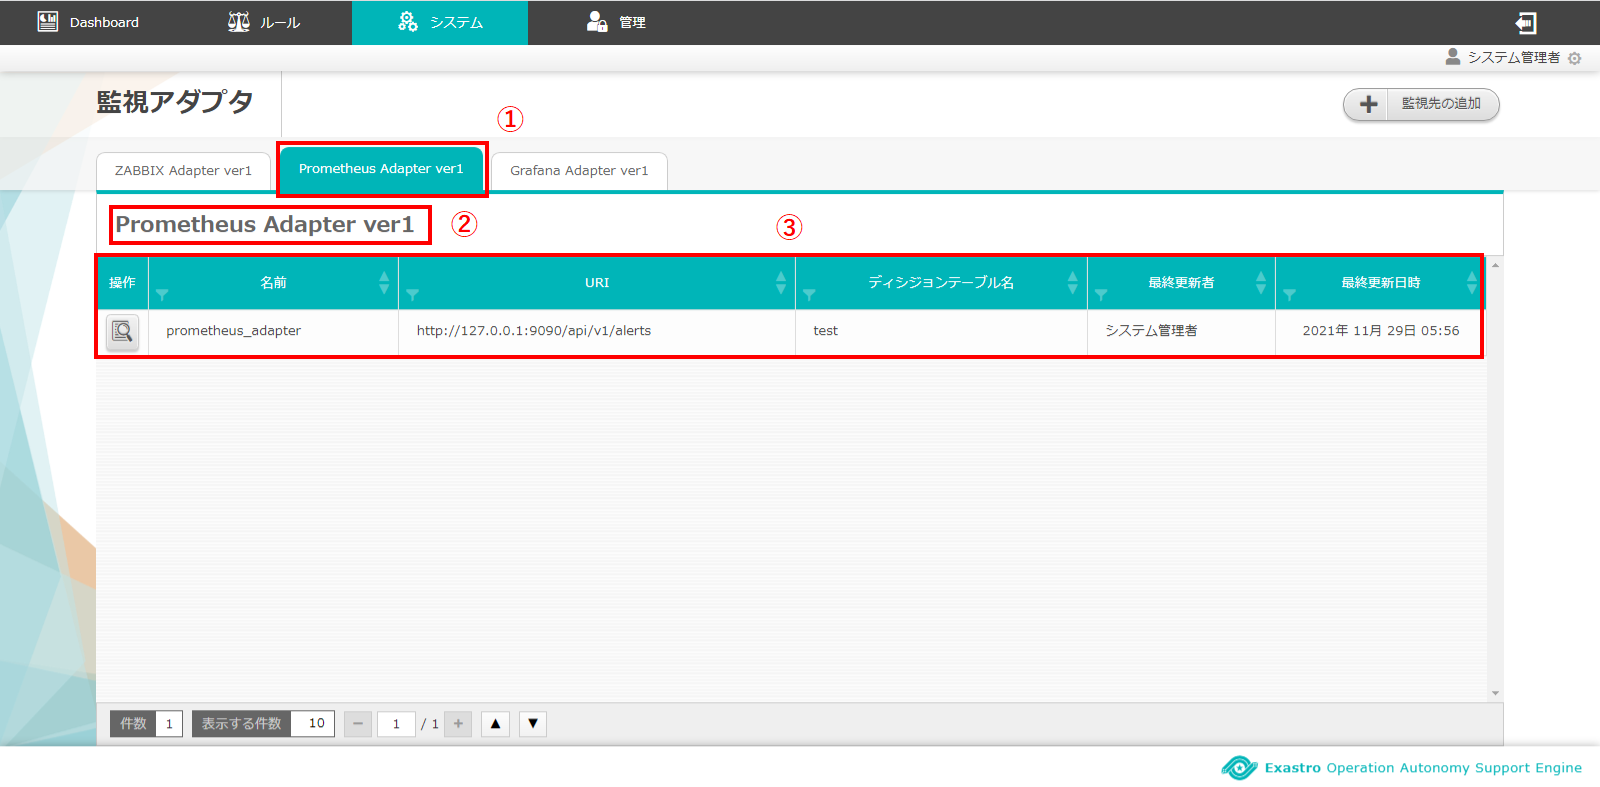 Dashboard ルール システム 管理
システム管理者
監視アダプタ
監視先の追加
①
ZABBIX Adapter ver1 Prometheus Adapter ver1 Grafana Adapter ver1
Prometheus Adapter ver1 ② ③
操作 名前 URI ディシジョンテーブル名 最終更新者 最終更新日時
prometheus_adapter http://127.0.0.1:9090/api/v1/alerts test システム管理者 2021年 11月 29日 05:56
件数 1 表示する件数 10 − 1 / 1 + ▲ ▼
Exastro Operation Autonomy Support Engine